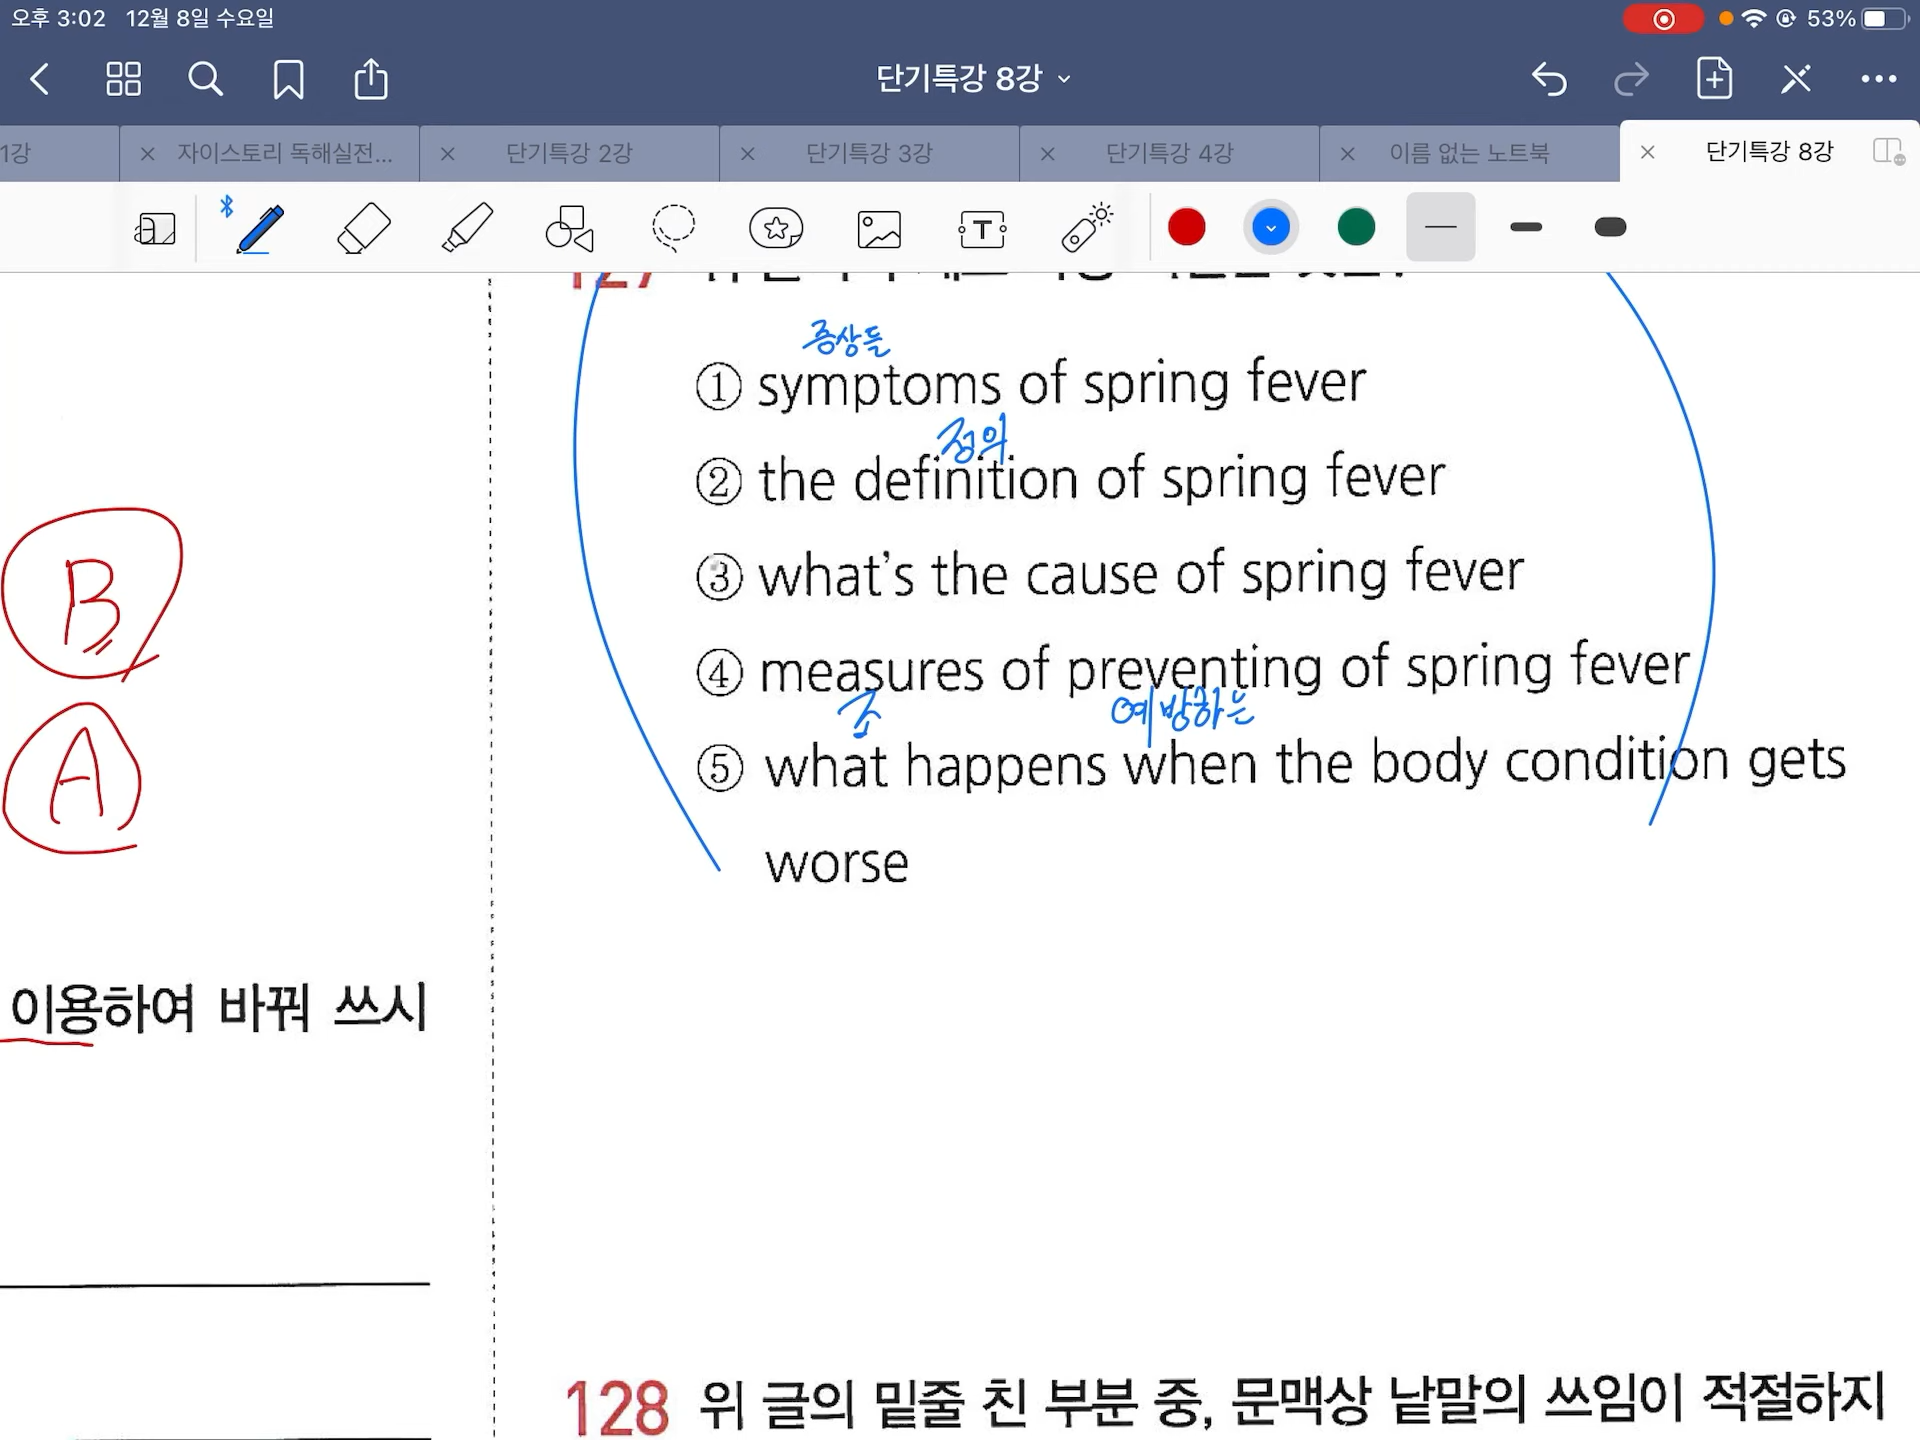 오후 3:02 12월 8일 수요일 53%
단기특강 8강
1강 자이스토리 독해실전... 단기특강 2강 단기특강 3강 단기특강 4강 이름 없는 노트북 단기특강 8강
127
증상들
① symptoms of spring fever
정의
② the definition of spring fever
③ what's the cause of spring fever
④ measures of preventing of spring fever
조 예방하는
⑤ what happens when the body condition gets
worse
B
A
이용하여 바꿔 쓰시
128 위 글의 밑줄 친 부분 중, 문맥상 낱말의 쓰임이 적절하지